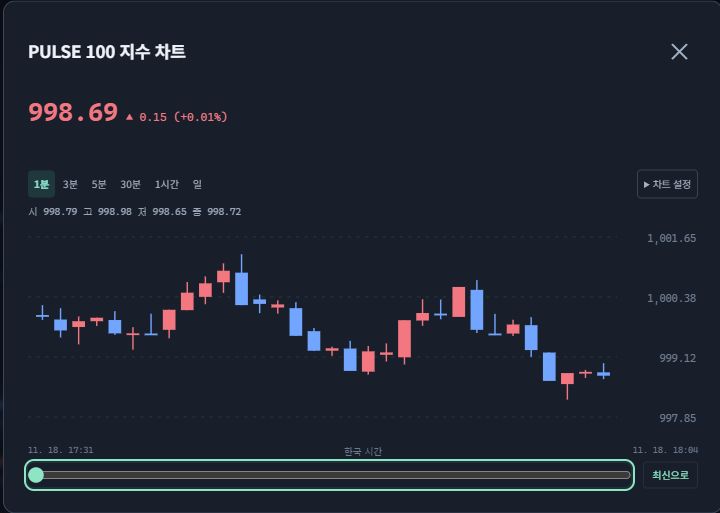 PULSE 100 지수 차트
998.69 ▲ 0.15 (+0.01%)
1분 3분 5분 30분 1시간 일
▶ 차트 설정
시 998.79 고 998.98 저 998.65 종 998.72
1,001.65
1,000.38
999.12
997.85
11. 18. 17:31 한국 시간 11. 18. 18:04
최신으로